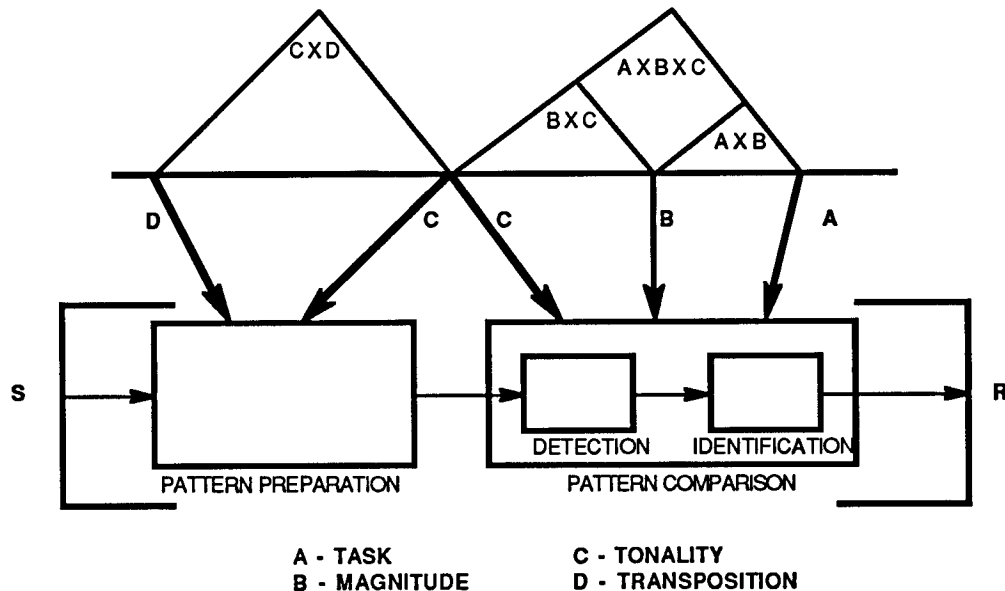 CXD
AXBXC
BXC
AXB
D
C
C
B
A
S
R
DETECTION
IDENTIFICATION
PATTERN PREPARATION
PATTERN COMPARISON
A - TASK
C - TONALITY
B - MAGNITUDE
D - TRANSPOSITION